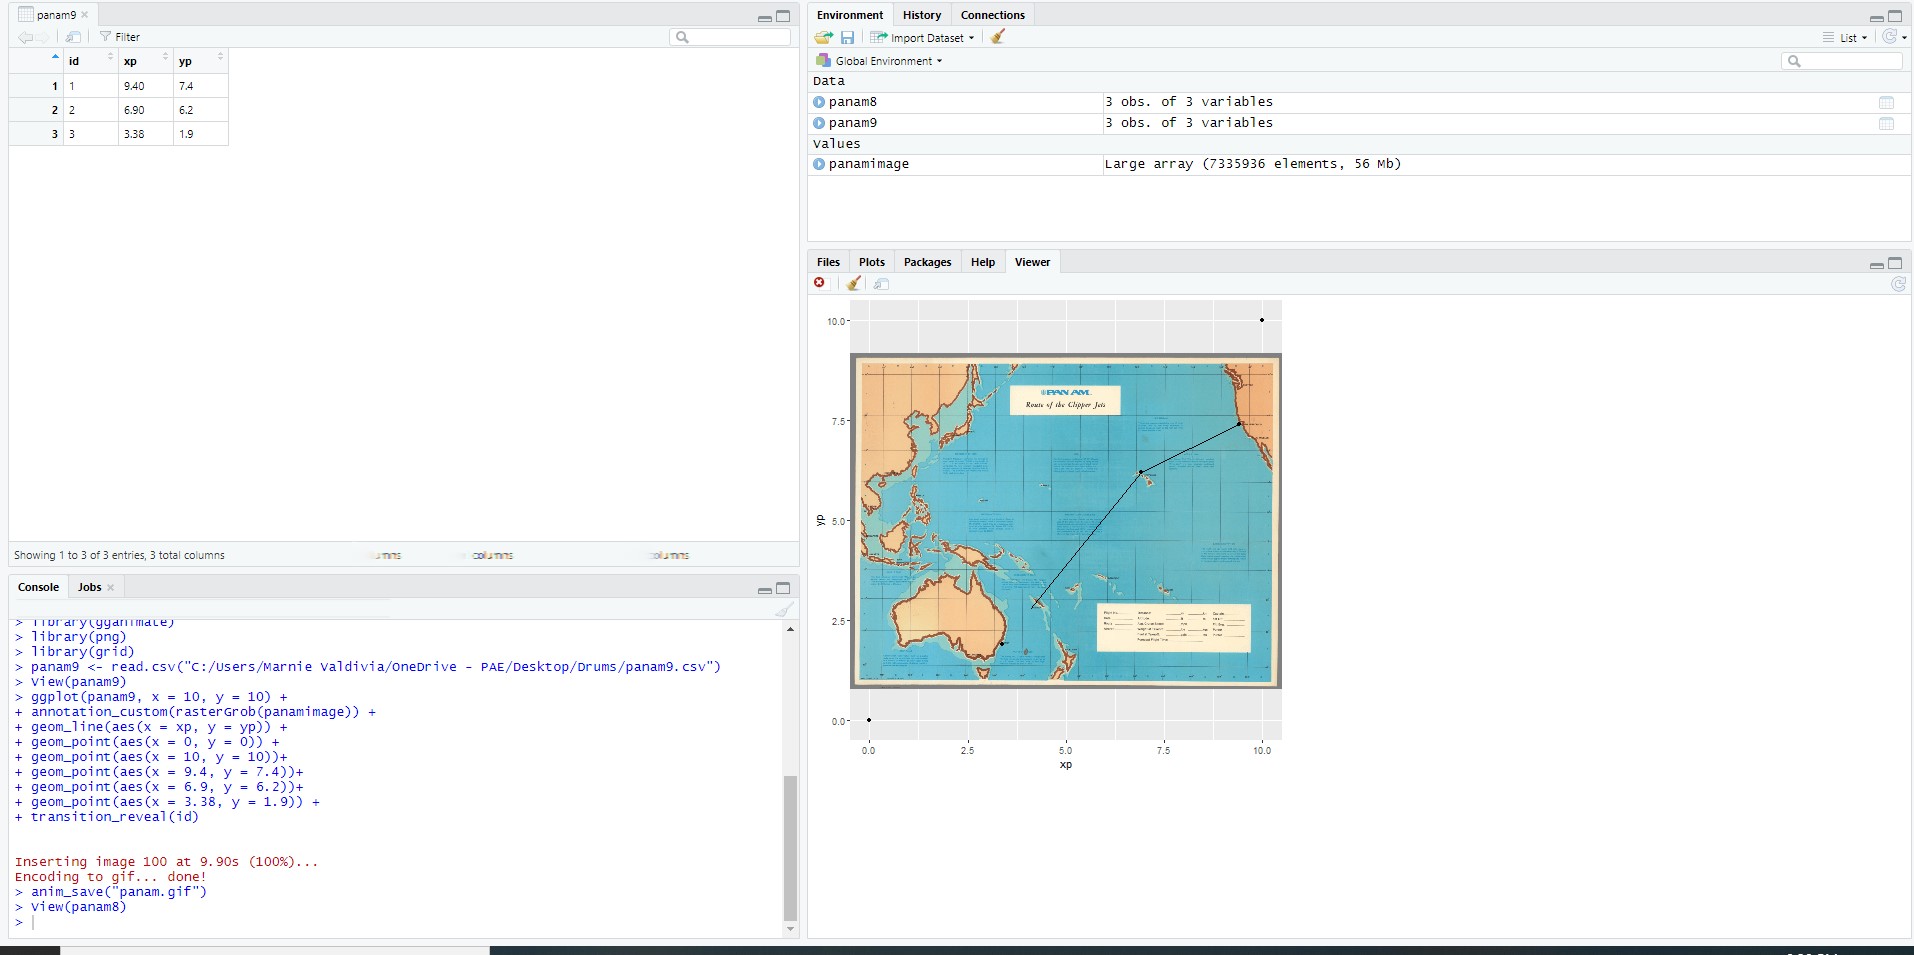 panam9
Filter
id xp yp
1 1 9.40 7.4
2 2 6.90 6.2
3 3 3.38 1.9
Showing 1 to 3 of 3 entries, 3 total columns
Console Jobs
> library(gganimate)
> library(png)
> library(grid)
> panam9 <- read.csv("C:/Users/Marnie Valdivia/OneDrive - PAE/Desktop/Drums/panam9.csv")
> View(panam9)
> ggplot(panam9, x = 10, y = 10) +
+ annotation_custom(rasterGrob(panamimage)) +
+ geom_line(aes(x = xp, y = yp)) +
+ geom_point(aes(x = 0, y = 0)) +
+ geom_point(aes(x = 10, y = 10))+
+ geom_point(aes(x = 9.4, y = 7.4))+
+ geom_point(aes(x = 6.9, y = 6.2))+
+ geom_point(aes(x = 3.38, y = 1.9)) +
+ transition_reveal(id)
Inserting image 100 at 9.90s (100%)...
Encoding to gif... done!
> anim_save("panam.gif")
> View(panam8)
>
Environment History Connections
Import Dataset
List
Global Environment
Data
panam8 3 obs. of 3 variables
panam9 3 obs. of 3 variables
Values
panamimage Large array (7335936 elements, 56 Mb)
Files Plots Packages Help Viewer
10.0
7.5
5.0
2.5
0.0
yp
PAN AM
Route of the Clipper Jets
0.0 2.5 5.0 7.5 10.0
xp